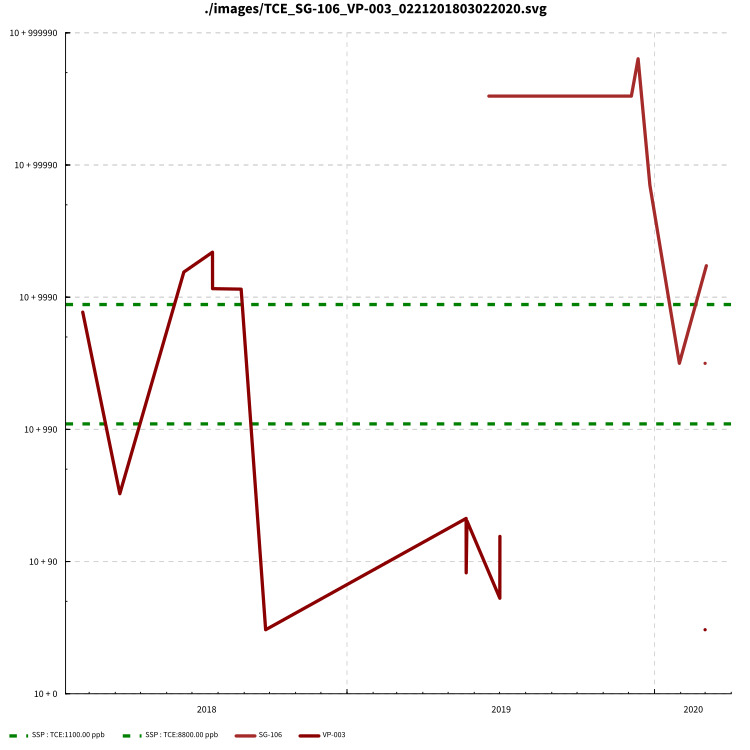 ./images/TCE_SG-106_VP-003_0221201803022020.svg
10 + 999990
10 + 99990
10 + 9990
10 + 990
10 + 90
10 + 0
2018 2019 2020
SSP : TCE:1100.00 ppb SSP : TCE:8800.00 ppb SG-106 VP-003